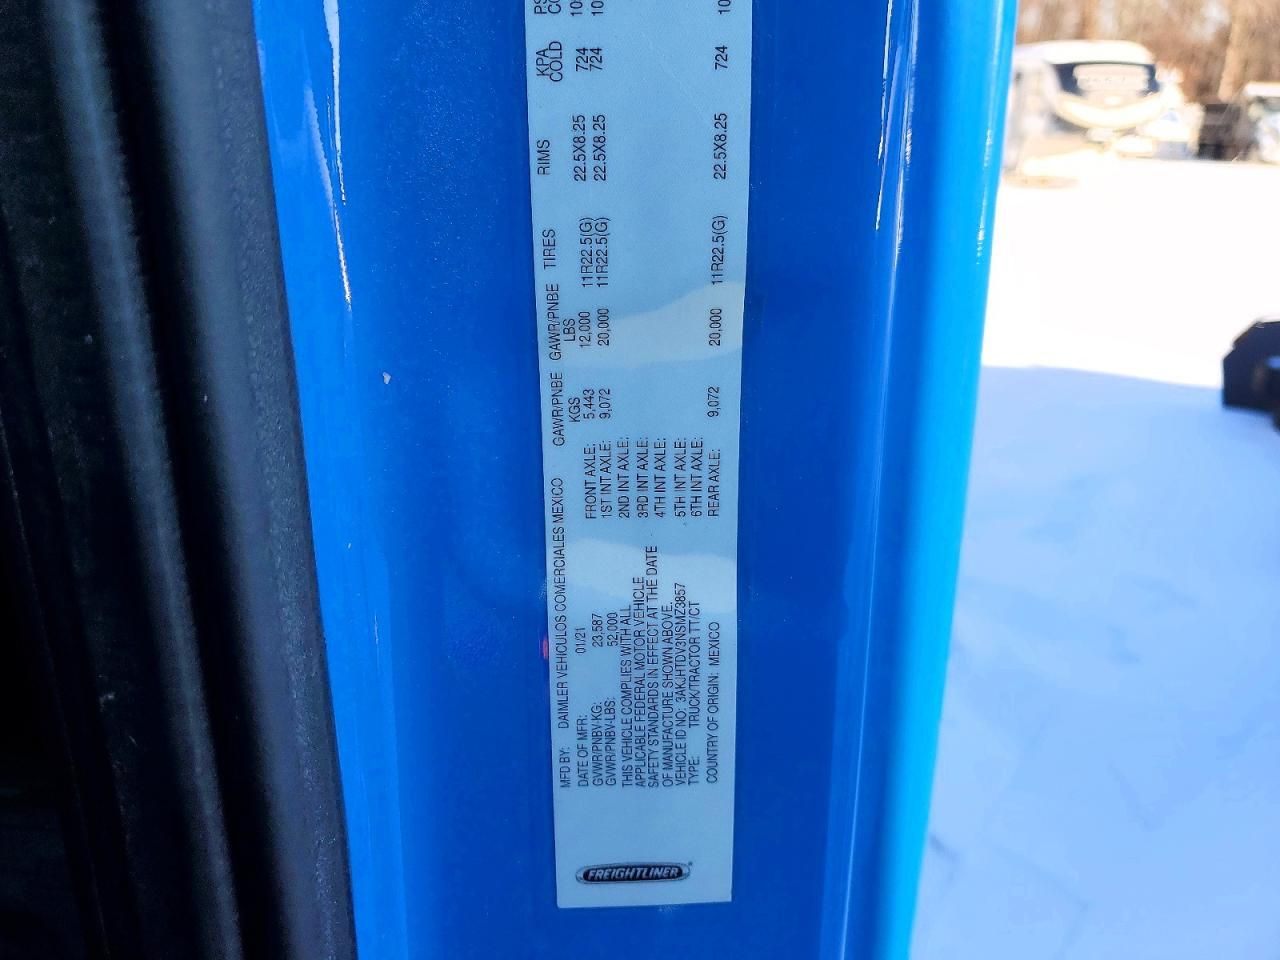 FREIGHTLINER
MFD BY: DAIMLER VEHICULOS COMERCIALES MEXICO
DATE OF MFR: 01/21
GVWR/PNBV-KG: 23,587
GVWR/PNBV-LBS: 52,000
THIS VEHICLE COMPLIES WITH ALL
APPLICABLE FEDERAL MOTOR VEHICLE
SAFETY STANDARDS IN EFFECT AT THE DATE
OF MANUFACTURE SHOWN ABOVE.
VEHICLE ID NO: 3AKJHTDV3NSMZ3857
TYPE: TRUCK/TRACTOR TT/CT
COUNTRY OF ORIGIN: MEXICO
GAWR/PNBE GAWR/PNBE TIRES RIMS KPA
KGS LBS COLD
FRONT AXLE: 5,443 12,000 11R22.5(G) 22.5X8.25 724
1ST INT AXLE: 9,072 20,000 11R22.5(G) 22.5X8.25 724
2ND INT AXLE:
3RD INT AXLE:
4TH INT AXLE:
5TH INT AXLE:
6TH INT AXLE:
REAR AXLE: 9,072 20,000 11R22.5(G) 22.5X8.25 724